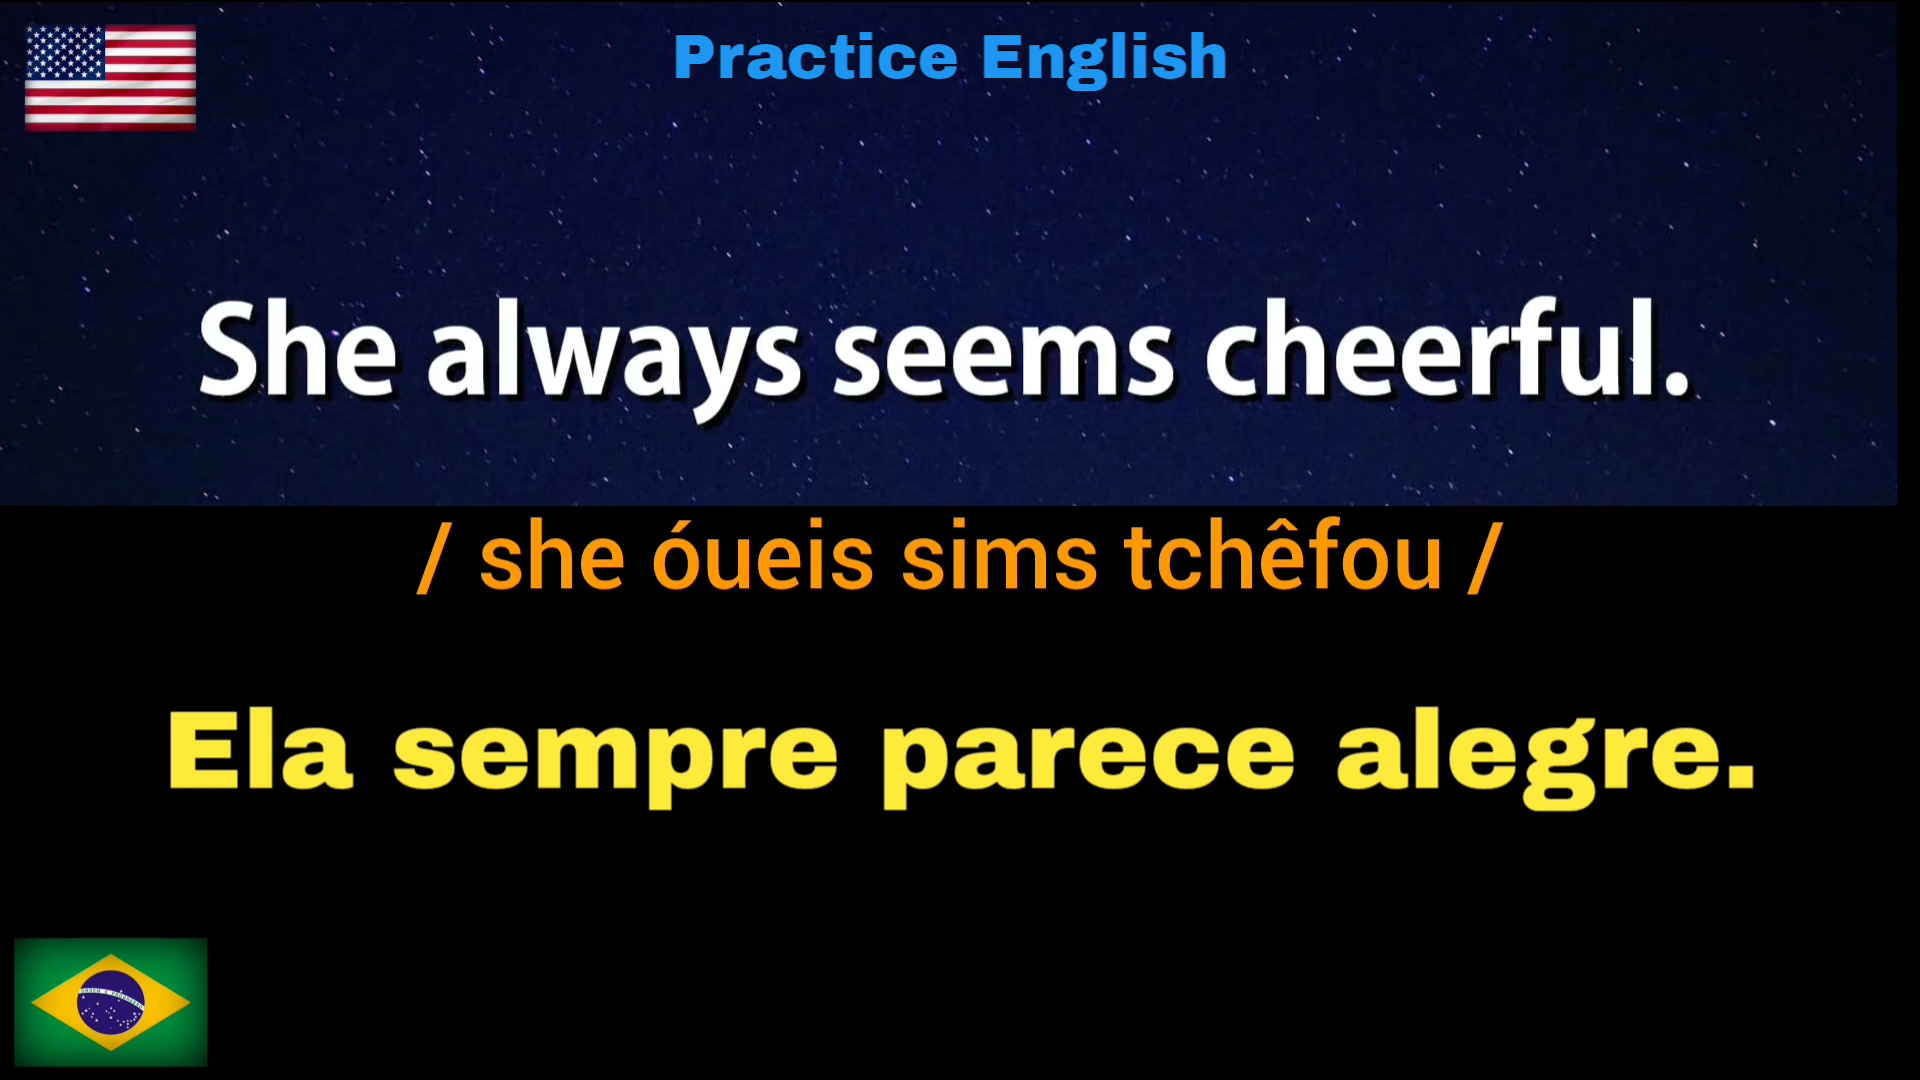 Practice English
She always seems cheerful.
/ she óueis sims tchêfou /
Ela sempre parece alegre.